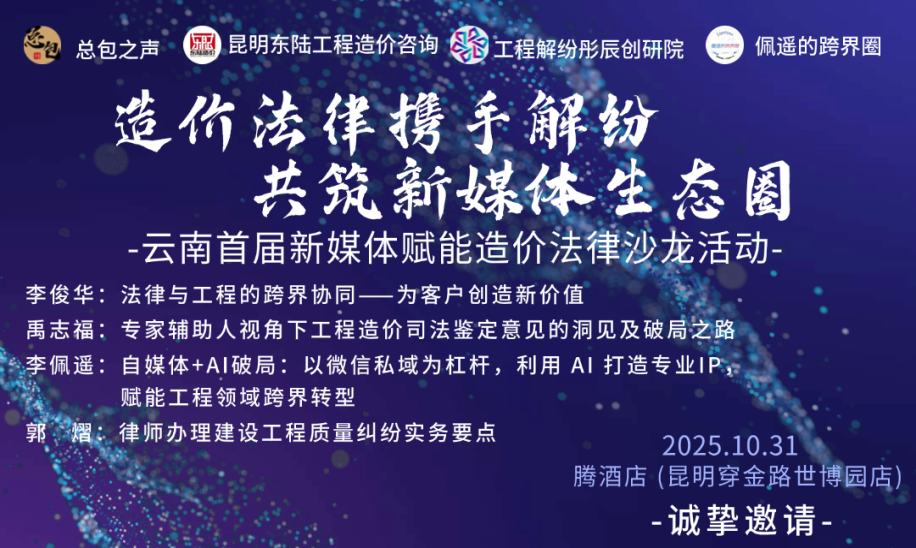 总包之声 昆明东陆工程造价咨询 工程解纷彤辰创研院 佩遥的跨界圈
造价法律携手解纷
共筑新媒体生态圈
-云南首届新媒体赋能造价法律沙龙活动-
李俊华：法律与工程的跨界协同——为客户创造新价值
禹志福：专家辅助人视角下工程造价司法鉴定意见的洞见及破局之路
李佩遥：自媒体+AI破局：以微信私域为杠杆，利用 AI 打造专业IP，
赋能工程领域跨界转型
郭 熠：律师办理建设工程质量纠纷实务要点
2025.10.31
腾酒店 (昆明穿金路世博园店)
-诚挚邀请-